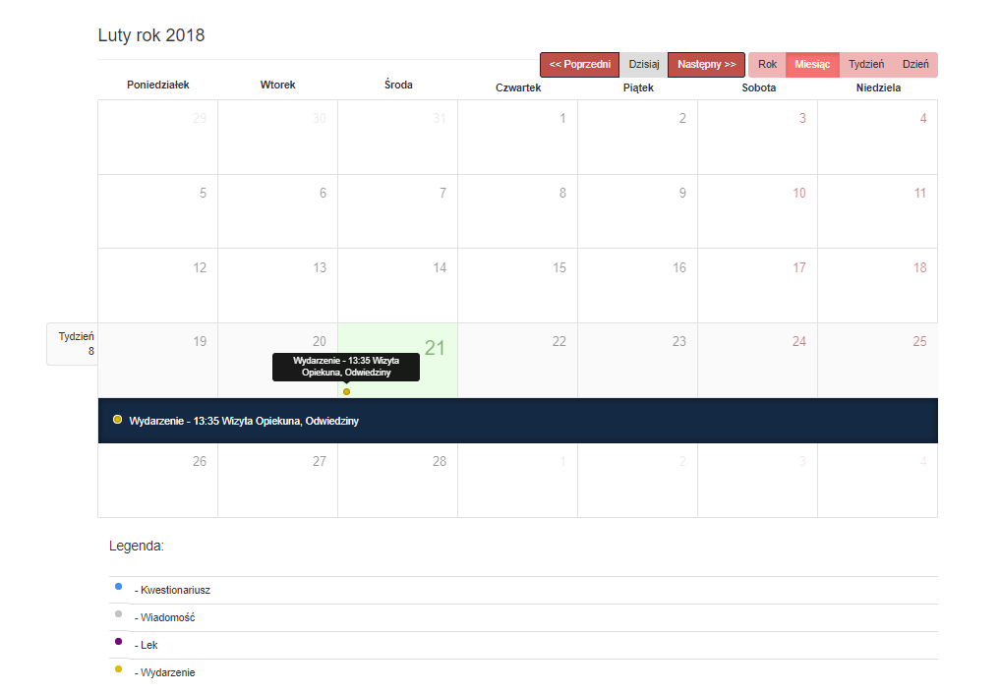 Luty rok 2018
<< Poprzedni Dzisiaj Następny >> Rok Miesiąc Tydzień Dzień
Poniedziałek Wtorek Środa Czwartek Piątek Sobota Niedziela
29 30 31 1 2 3 4
5 6 7 8 9 10 11
12 13 14 15 16 17 18
Tydzień
8
19 20 21 22 23 24 25
Wydarzenie - 13:35 Wizyta
Opiekuna, Odwiedziny
Wydarzenie - 13:35 Wizyta Opiekuna, Odwiedziny
26 27 28 1 2 3 4
Legenda:
- Kwestionariusz
- Wiadomość
- Lek
- Wydarzenie